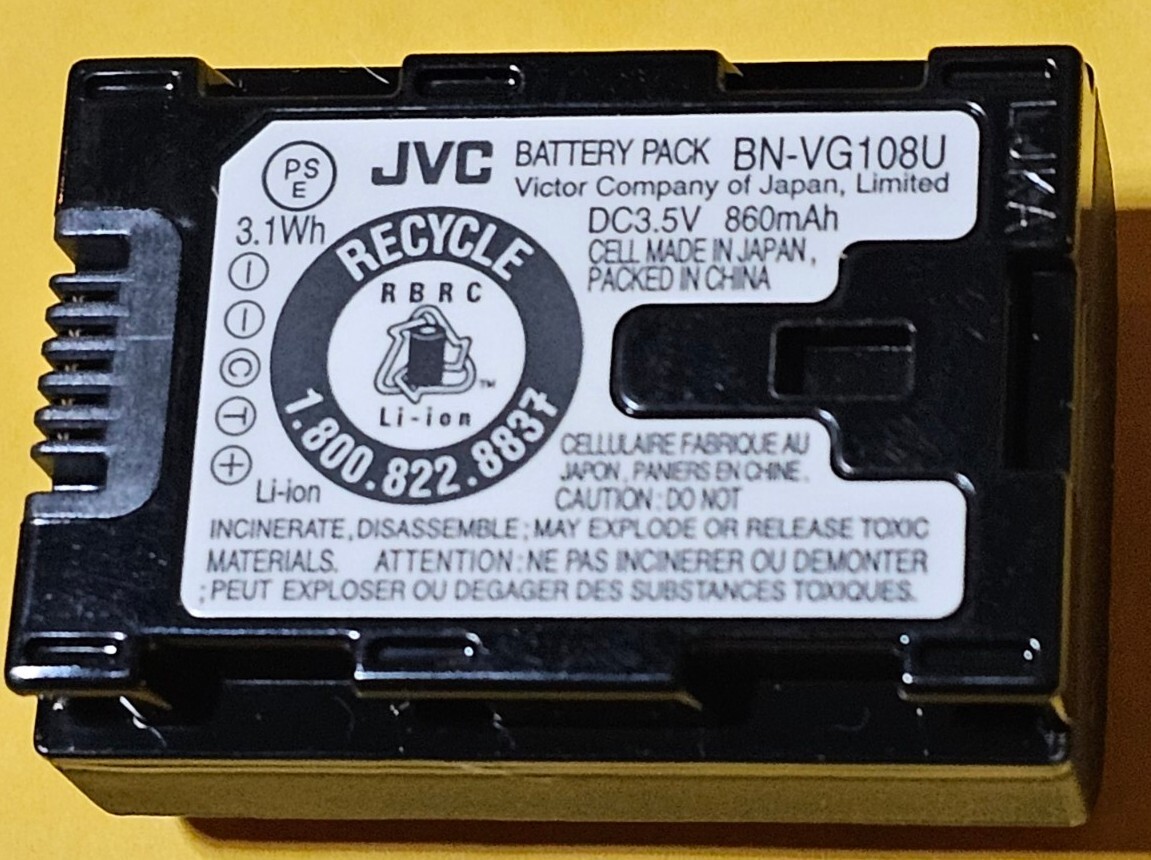 PS
E
JVC BATTERY PACK BN-VG108U
Victor Company of Japan, Limited
3.1Wh
DC3.5V 860mAh
CELL MADE IN JAPAN,
PACKED IN CHINA
RECYCLE
RBRC
TM
Li-ion
1.800.822.8837
− − C T +
Li-ion
CELLULAIRE FABRIQUE AU
JAPON, PANIERS EN CHINE.
CAUTION: DO NOT
INCINERATE, DISASSEMBLE; MAY EXPLODE OR RELEASE TOXIC
MATERIALS. ATTENTION: NE PAS INCINERER OU DEMONTER
;PEUT EXPLOSER OU DEGAGER DES SUBSTANCES TOXIQUES.